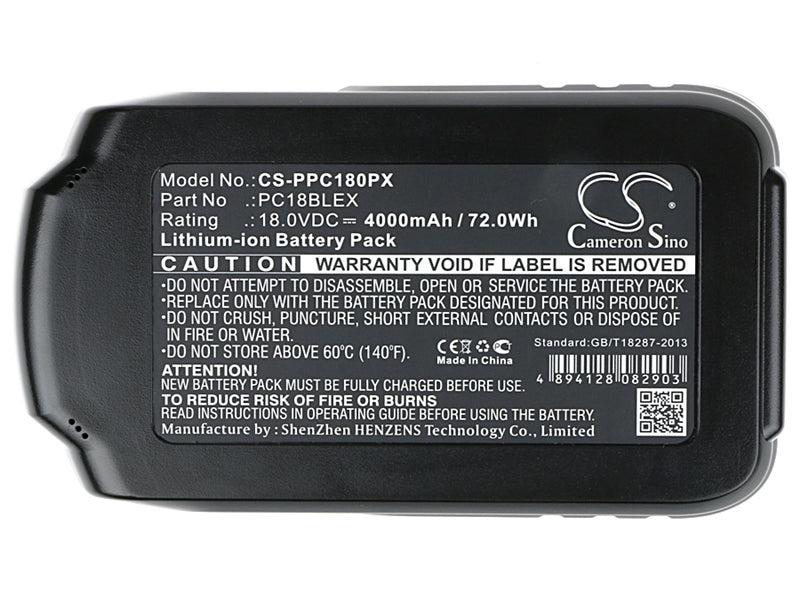 Model No.:CS-PPC180PX
Part No .:PC18BLEX
Rating .:18.0VDC⎓ 4000mAh / 72.0Wh
Lithium-ion Battery Pack
CS
Cameron Sino
CAUTION WARRANTY VOID IF LABEL IS REMOVED
•DO NOT ATTEMPT TO DISASSEMBLE, OPEN OR SERVICE THE BATTERY PACK.
•REPLACE ONLY WITH THE BATTERY PACK DESIGNATED FOR THIS PRODUCT.
•DO NOT CRUSH, PUNCTURE, SHORT EXTERNAL CONTACTS OR DISPOSE OF
IN FIRE OR WATER.
•DO NOT STORE ABOVE 60°C (140°F).
CE FC
Made In China
Standard:GB/T18287-2013
4 894128 082903
ATTENTION!
NEW BATTERY PACK MUST BE FULLY CHARGED BEFORE USE.
TO REDUCE RISK OF FIRE OR BURNS
READ INSTRUCTIONS IN OPERATING GUIDE BEFORE USING THE BATTERY.
Manufacture by : ShenZhen HENZENS Technology Co., Limited